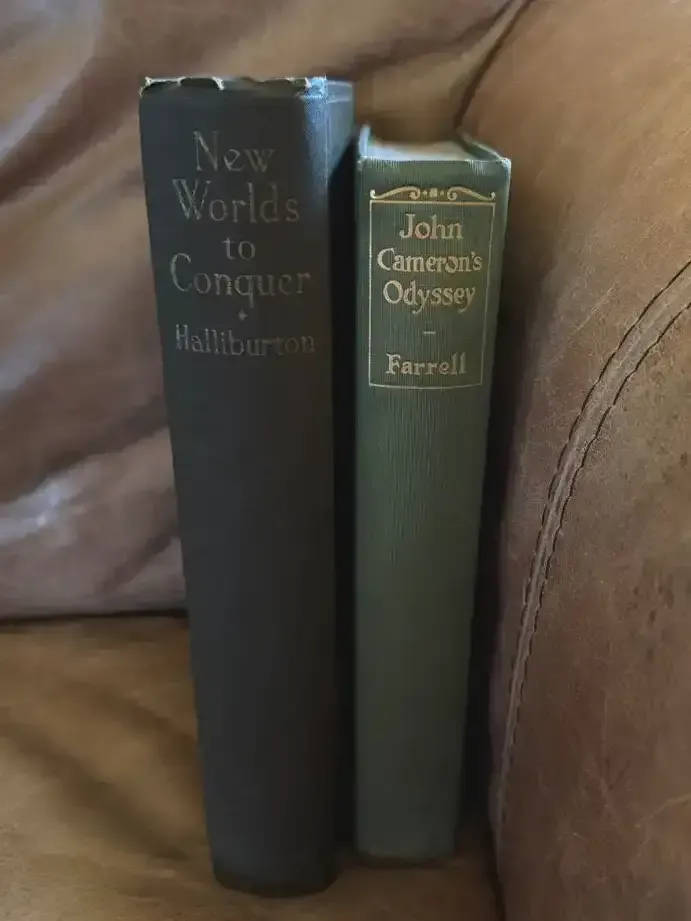 New
Worlds
to
Conquer
Halliburton
John
Cameron's
Odyssey
—
Farrell